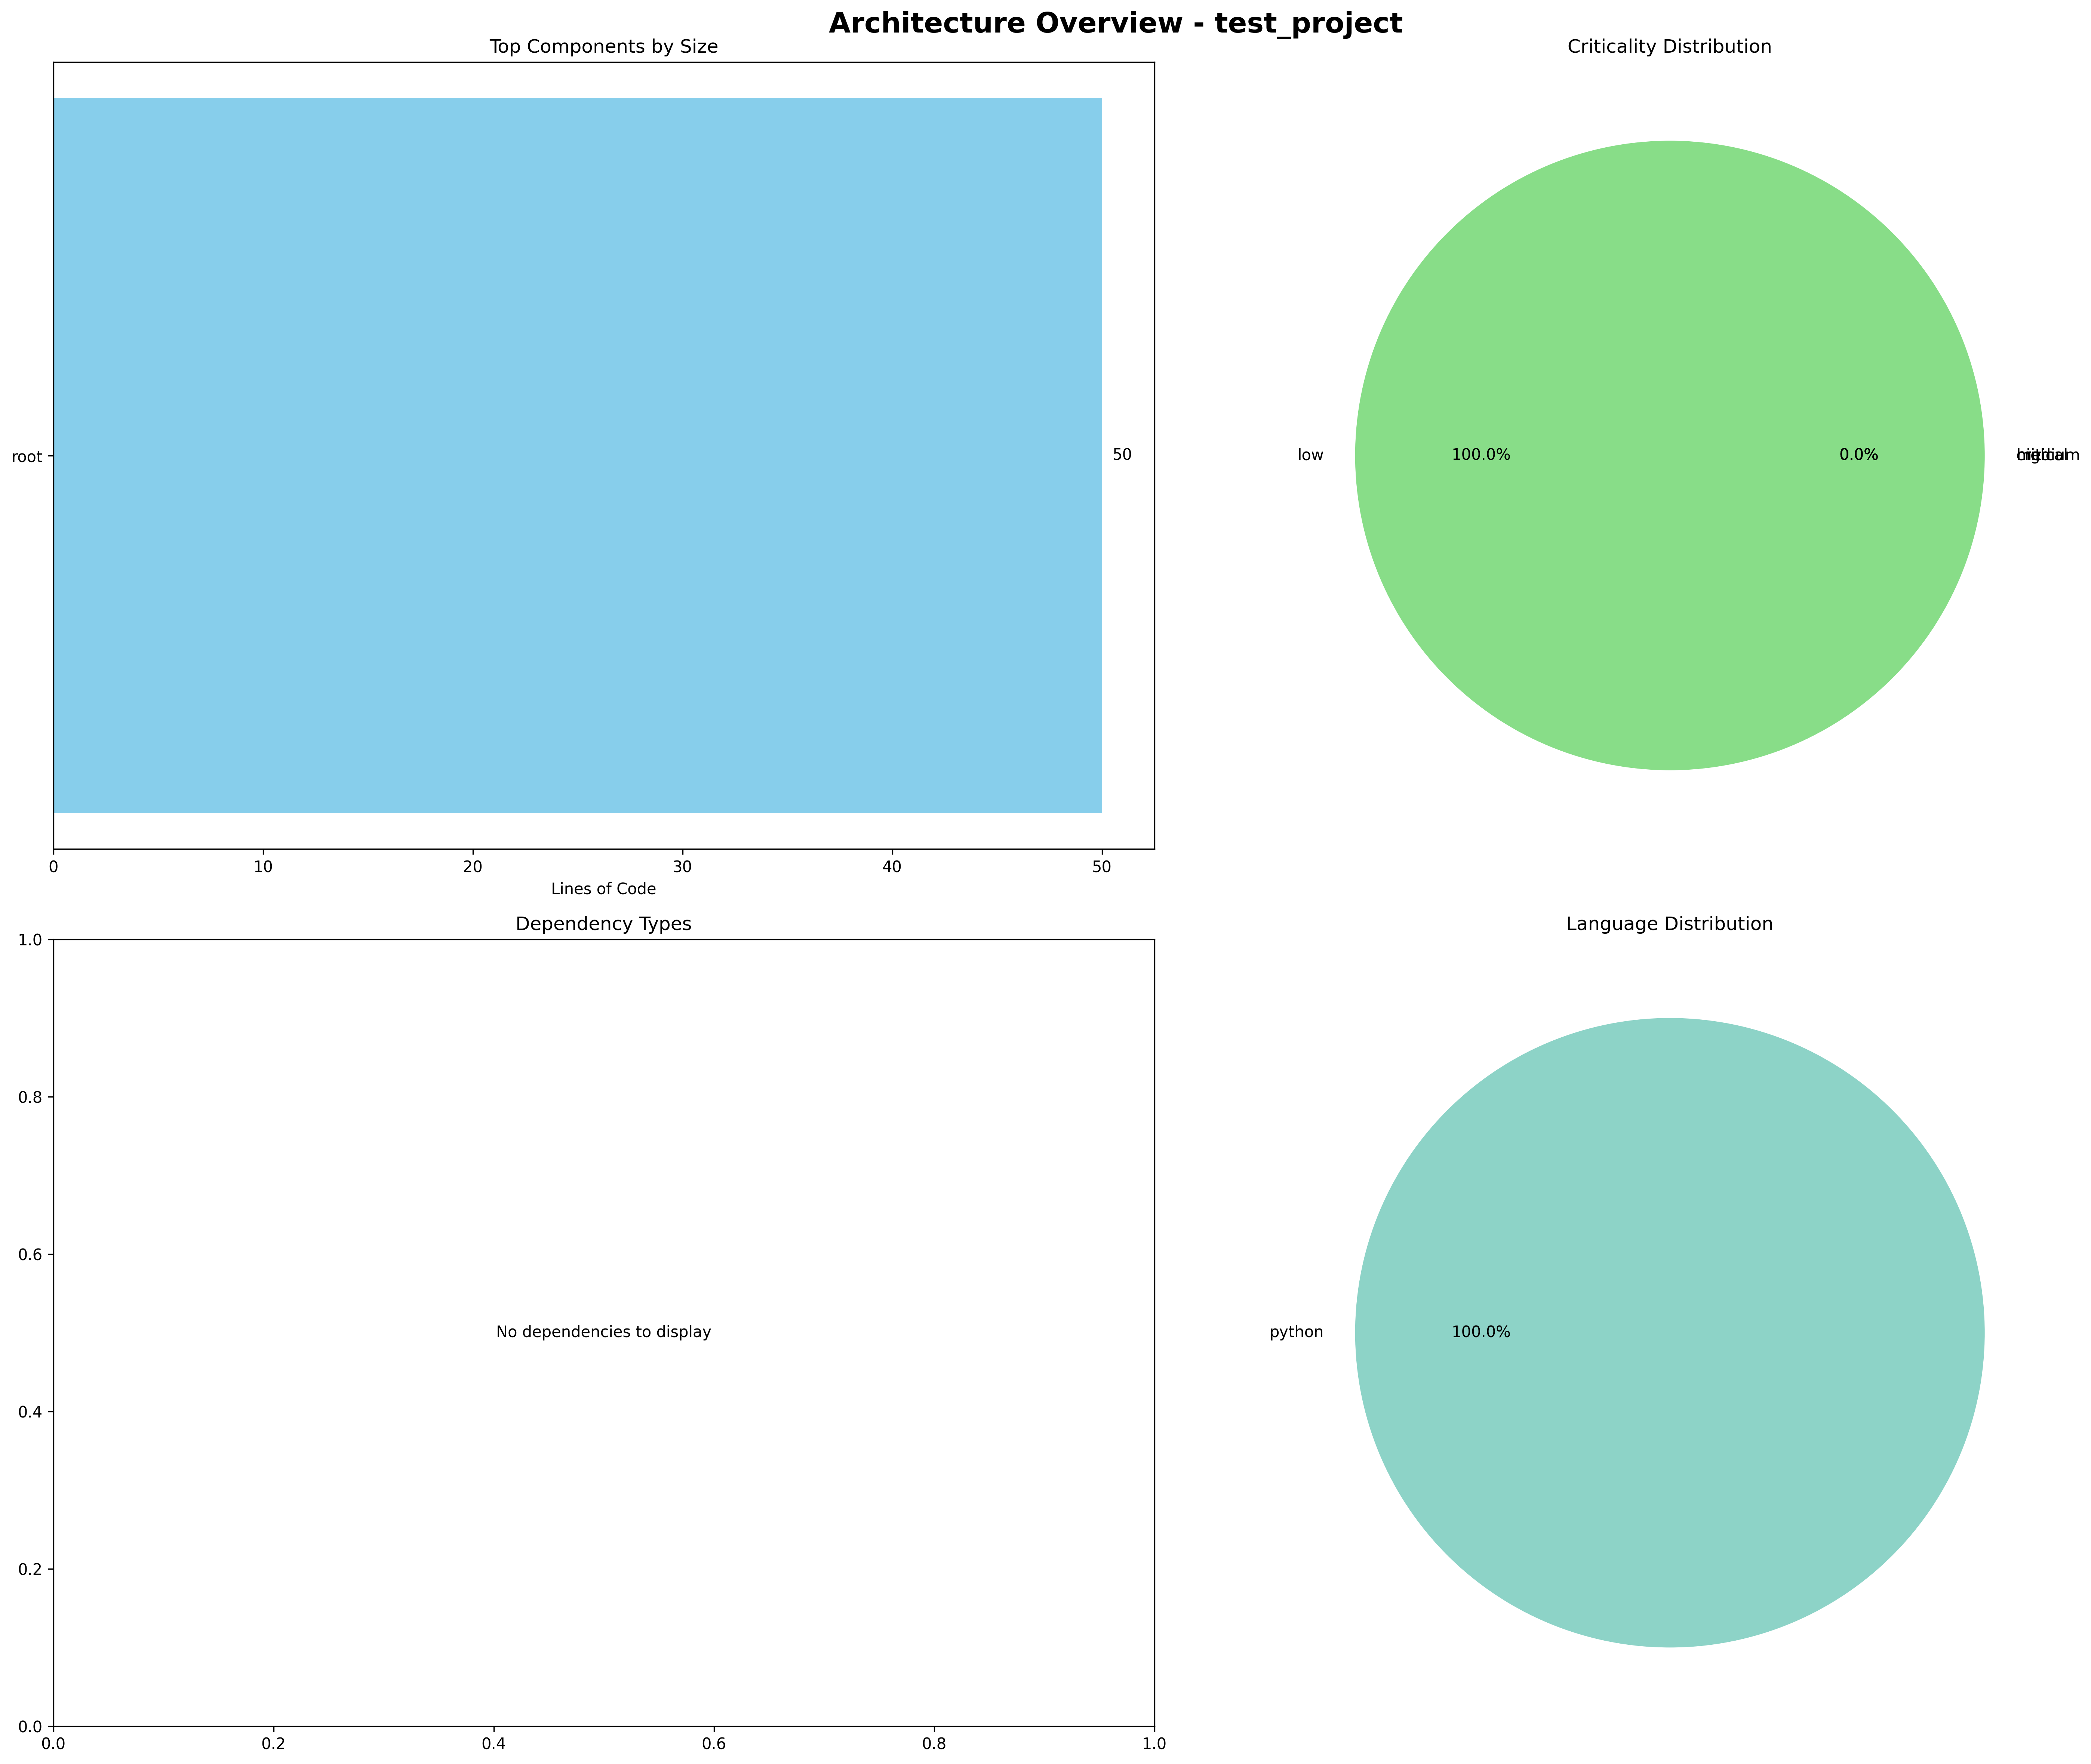 Architecture Overview - test_project
Top Components by Size
root
50
0 10 20 30 40 50
Lines of Code
Criticality Distribution
low
100.0%
0.0%
Dependency Types
1.0
0.8
0.6
0.4
0.2
0.0
No dependencies to display
0.0 0.2 0.4 0.6 0.8 1.0
Language Distribution
python
100.0%